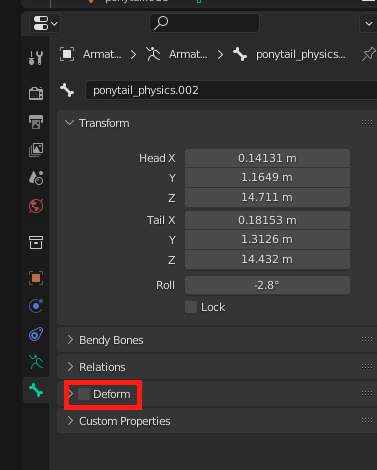 Armat...
Armat...
ponytail_physics...
ponytail_physics.002
Transform
Head X 0.14131 m
Y 1.1649 m
Z 14.711 m
Tail X 0.18153 m
Y 1.3126 m
Z 14.432 m
Roll -2.8°
Lock
Bendy Bones
Relations
Deform
Custom Properties